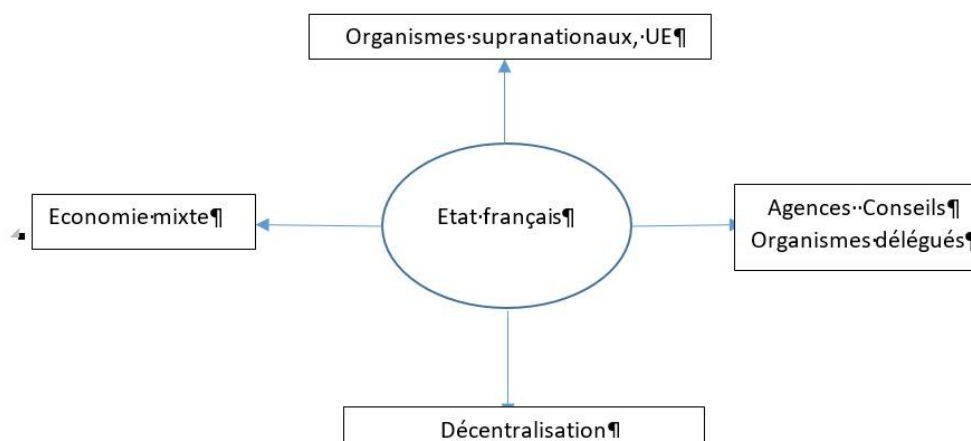 Organismes·supranationaux,·UE¶
Economie·mixte¶
Etat·français¶
Agences··Conseils¶
Organismes·délégués¶
Décentralisation¶